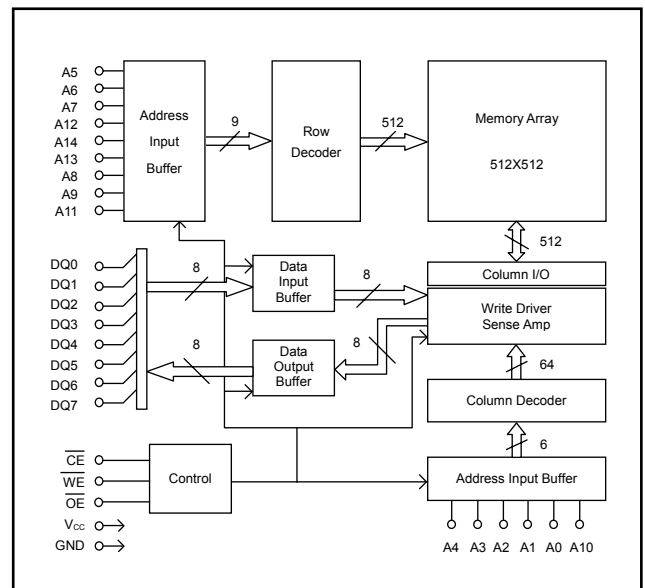 A5
A6
A7
A12
A14
A13
A8
A9
A11
Address
Input
Buffer
9
Row
Decoder
512
Memory Array
512X512
512
DQ0
DQ1
DQ2
DQ3
DQ4
DQ5
DQ6
DQ7
8
Data
Input
Buffer
8
Column I/O
Write Driver
Sense Amp
8
Data
Output
Buffer
8
64
Column Decoder
6
CE
WE
OE
Vcc
GND
Control
Address Input Buffer
A4 A3 A2 A1 A0 A10